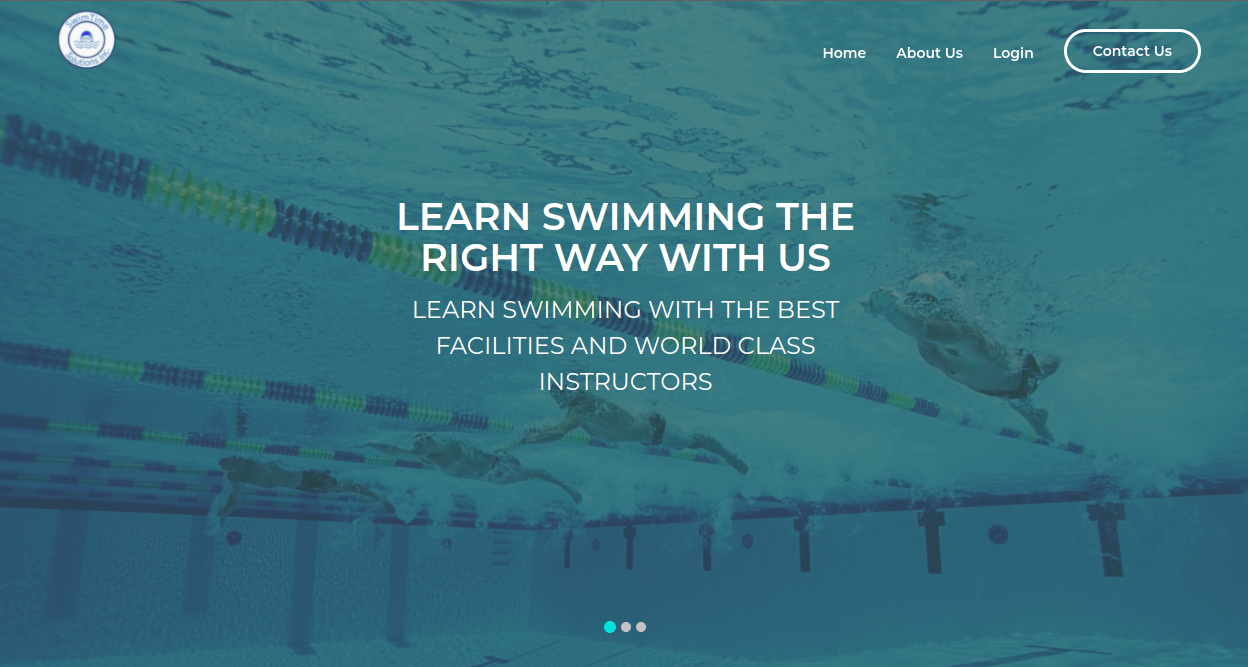 SwimTime
Solutions Inc
Home
About Us
Login
Contact Us
LEARN SWIMMING THE
RIGHT WAY WITH US
LEARN SWIMMING WITH THE BEST
FACILITIES AND WORLD CLASS
INSTRUCTORS